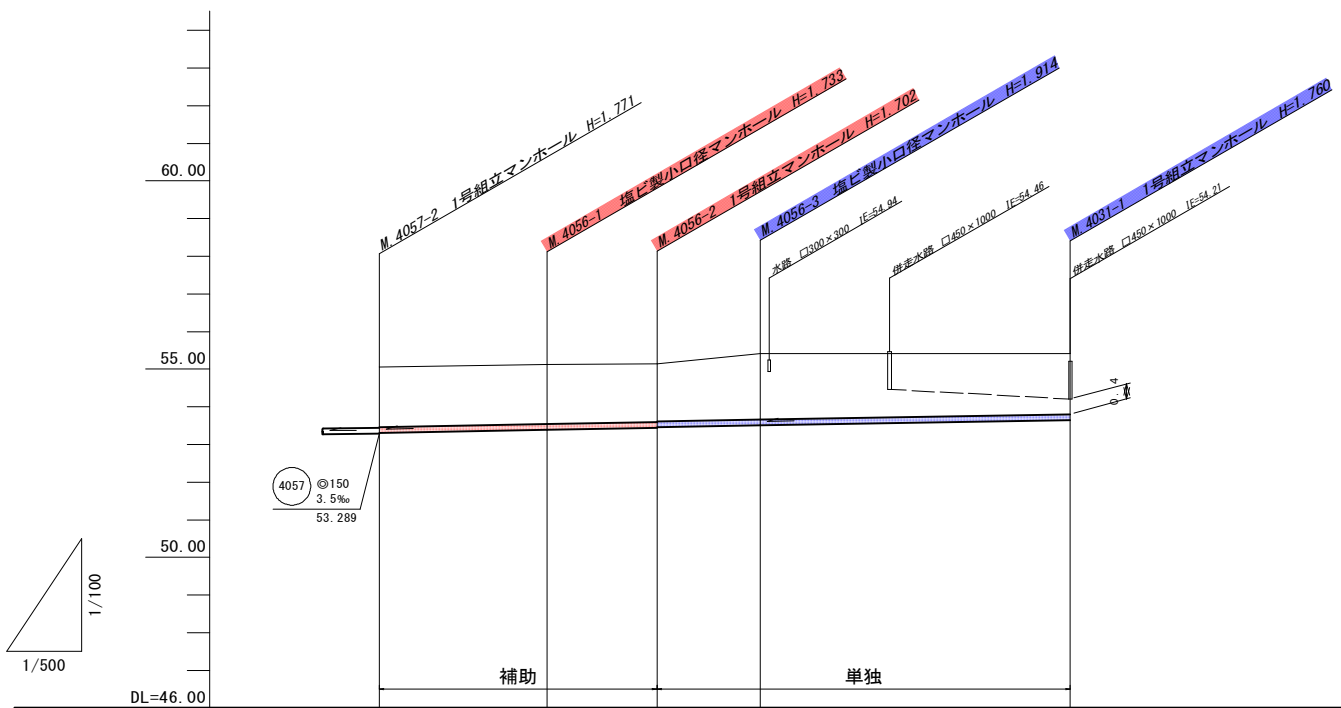 M. 4057-2 1号組立マンホール H=1.771
M. 4056-1 塩ビ製小口径マンホール H=1.733
M. 4056-2 1号組立マンホール H=1.702
M. 4056-3 塩ビ製小口径マンホール H=1.914
M. 4031-1 1号組立マンホール H=1.760
水路 □300×300 IE=54.94
併走水路 □450×1000 IE=54.46
併走水路 □450×1000 IE=54.21
60.00
55.00
0.4
4057 ◎150
3.5‰
53.289
50.00
1/100
1/500
補助
単独
DL=46.00